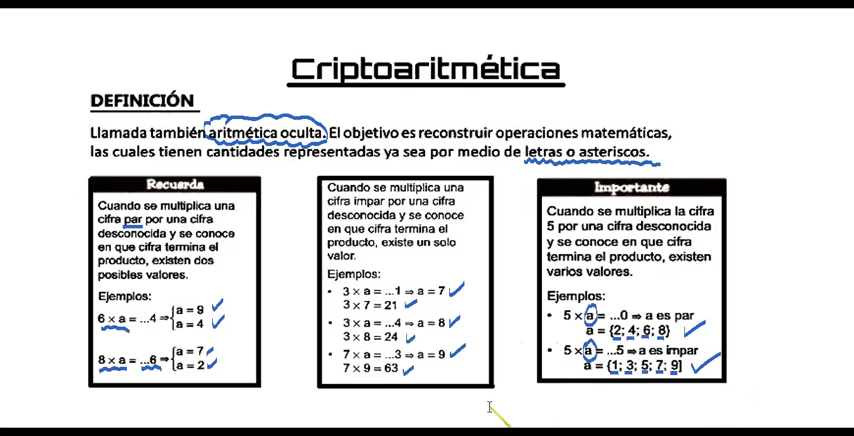 Criptoaritmética
DEFINICIÓN
Llamada también aritmética oculta. El objetivo es reconstruir operaciones matemáticas,
las cuales tienen cantidades representadas ya sea por medio de letras o asteriscos.
Recuerda
Cuando se multiplica una
cifra par por una cifra
desconocida y se conoce
en que cifra termina el
producto, existen dos
posibles valores.
Ejemplos:
6 × a = ...4 ⇒ { a = 9
a = 4
8 × a = ...6 ⇒ { a = 7
a = 2
Cuando se multiplica una
cifra impar por una cifra
desconocida y se conoce
en que cifra termina el
producto, existe un solo
valor.
Ejemplos:
• 3 × a = ...1 ⇒ a = 7
3 × 7 = 21
• 3 × a = ...4 ⇒ a = 8
3 × 8 = 24
• 7 × a = ...3 ⇒ a = 9
7 × 9 = 63
Importante
Cuando se multiplica la cifra
5 por una cifra desconocida
y se conoce en que cifra
termina el producto, existen
varios valores.
Ejemplos:
• 5 × a = ...0 ⇒ a es par
a = {2; 4; 6; 8}
• 5 × a = ...5 ⇒ a es impar
a = {1; 3; 5; 7; 9]